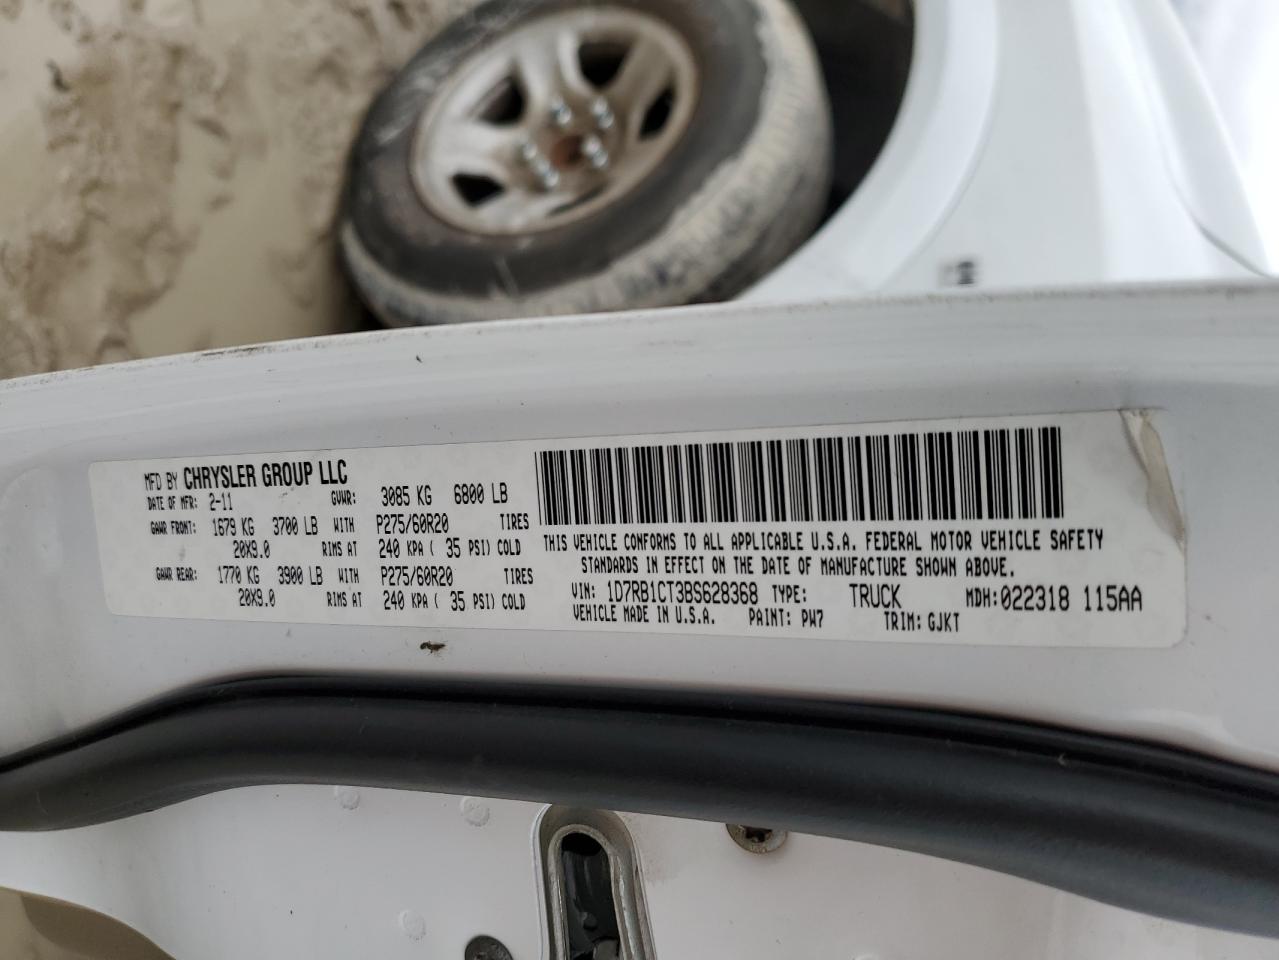 MFD BY CHRYSLER GROUP LLC
DATE OF MFR: 2-11 GVWR: 3085 KG 6800 LB
GAWR FRONT: 1679 KG 3700 LB WITH P275/60R20 TIRES
20X9.0 RIMS AT 240 KPA ( 35 PSI) COLD
GAWR REAR: 1770 KG 3900 LB WITH P275/60R20 TIRES
20X9.0 RIMS AT 240 KPA ( 35 PSI) COLD
THIS VEHICLE CONFORMS TO ALL APPLICABLE U.S.A. FEDERAL MOTOR VEHICLE SAFETY
STANDARDS IN EFFECT ON THE DATE OF MANUFACTURE SHOWN ABOVE.
VIN: 1D7RB1CT3BS628368 TYPE: TRUCK MDH: 022318 115AA
VEHICLE MADE IN U.S.A. PAINT: PW7 TRIM: GJKT